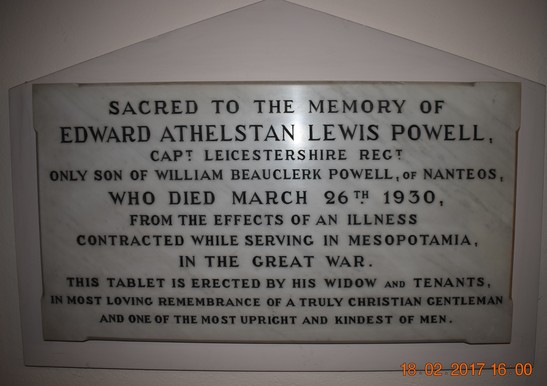 SACRED TO THE MEMORY OF
EDWARD ATHELSTAN LEWIS POWELL,
CAPT LEICESTERSHIRE REGT
ONLY SON OF WILLIAM BEAUCLERK POWELL, OF NANTEOS,
WHO DIED MARCH 26TH 1930,
FROM THE EFFECTS OF AN ILLNESS
CONTRACTED WHILE SERVING IN MESOPOTAMIA,
IN THE GREAT WAR.
THIS TABLET IS ERECTED BY HIS WIDOW AND TENANTS,
IN MOST LOVING REMEMBRANCE OF A TRULY CHRISTIAN GENTLEMAN
AND ONE OF THE MOST UPRIGHT AND KINDEST OF MEN.
18.02.2017 16:00